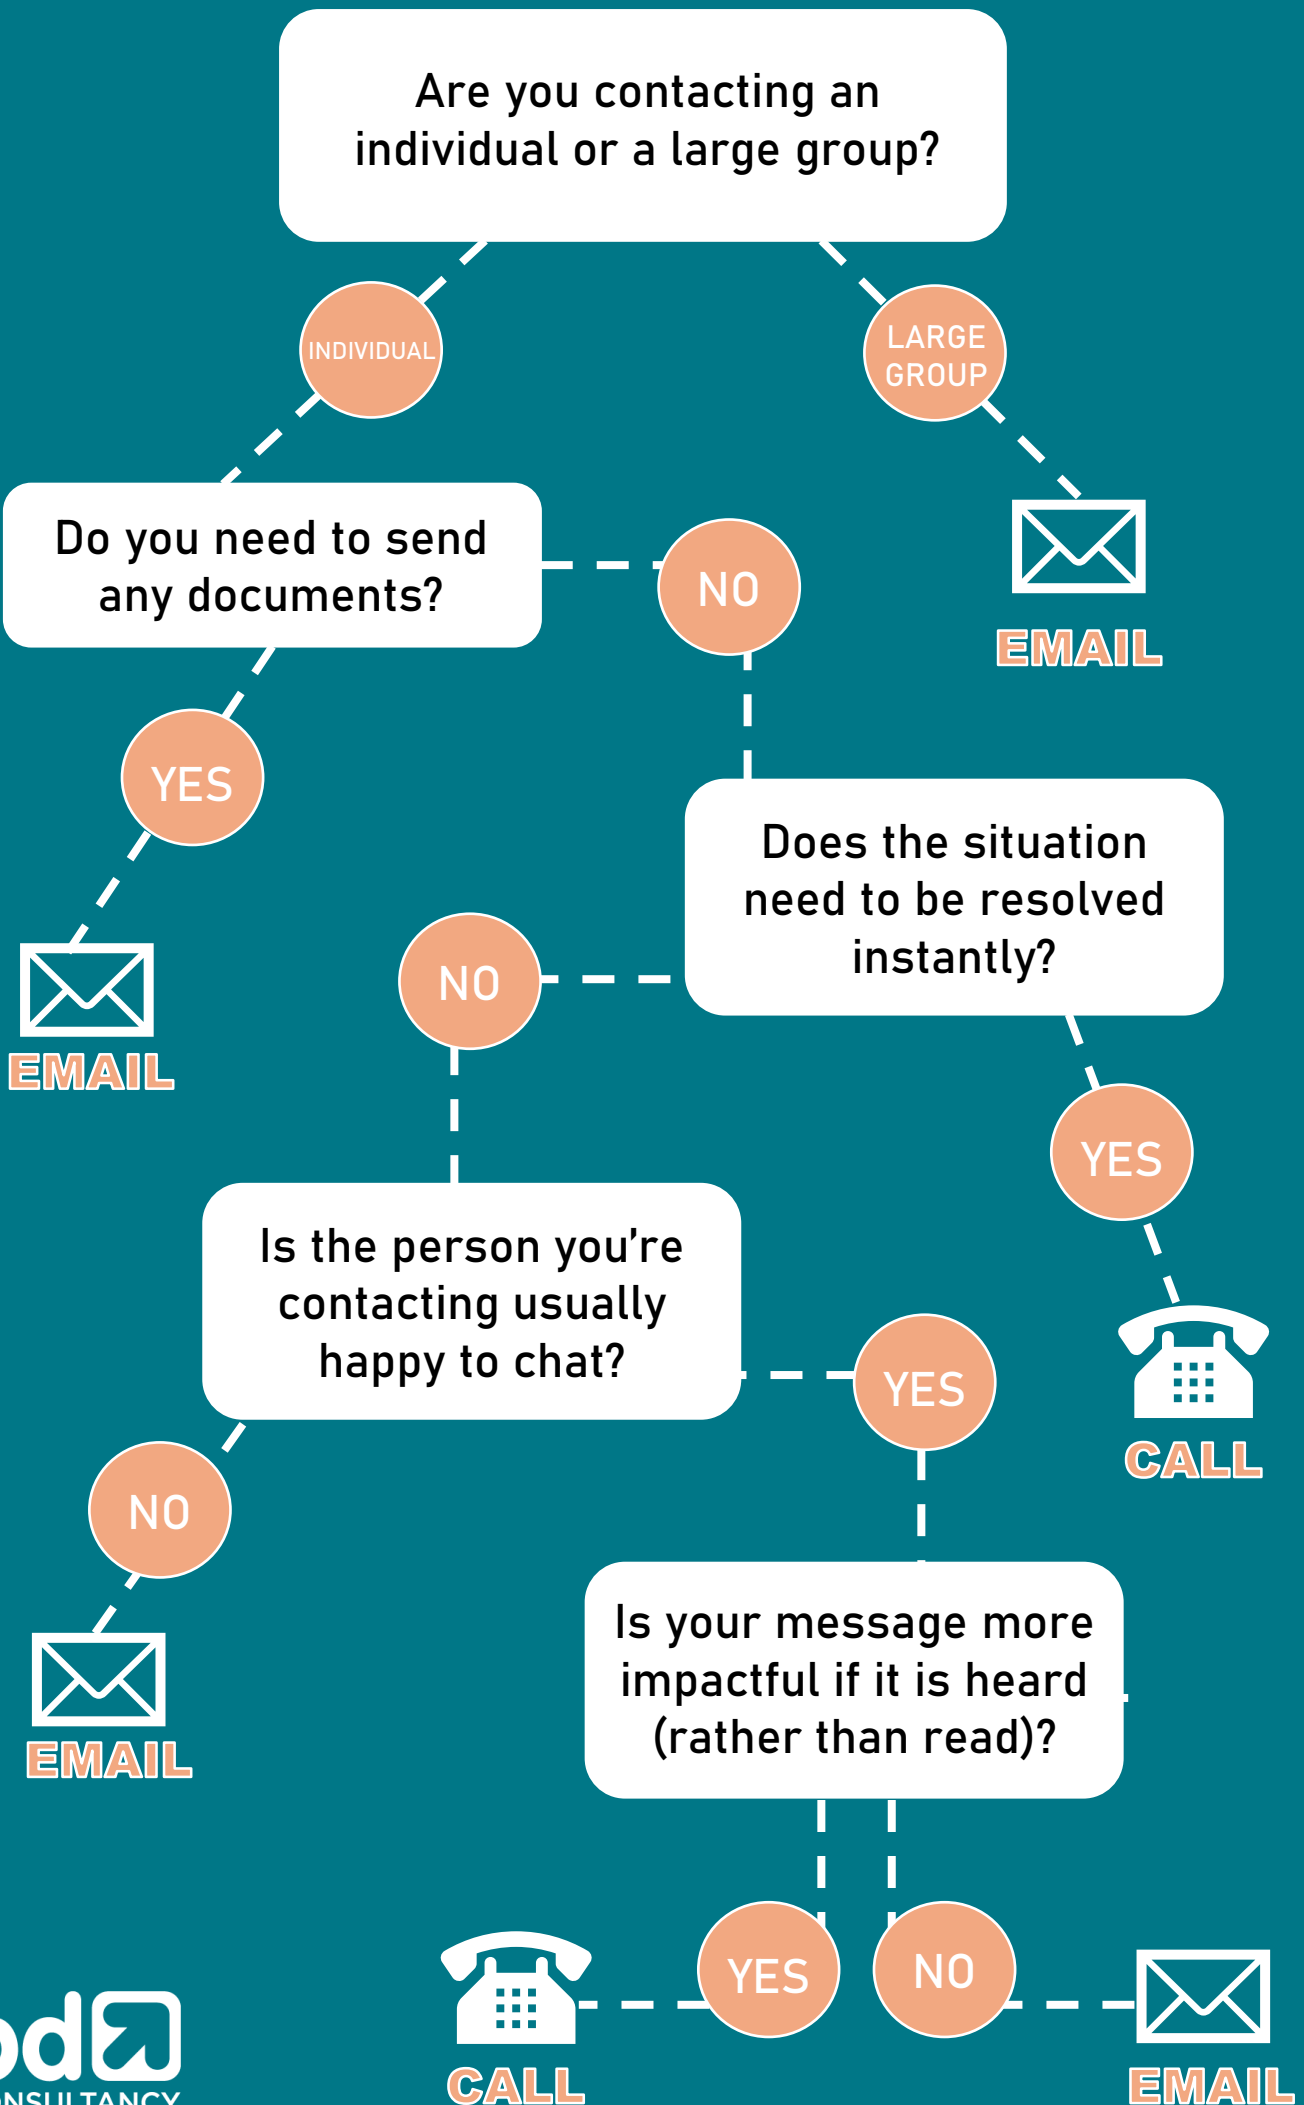 Are you contacting an
individual or a large group?
INDIVIDUAL
LARGE
GROUP
Do you need to send
any documents?
NO
EMAIL
YES
Does the situation
need to be resolved
instantly?
NO
EMAIL
YES
Is the person you're
contacting usually
happy to chat?
YES
CALL
NO
Is your message more
impactful if it is heard
(rather than read)?
EMAIL
YES
NO
CALL
EMAIL